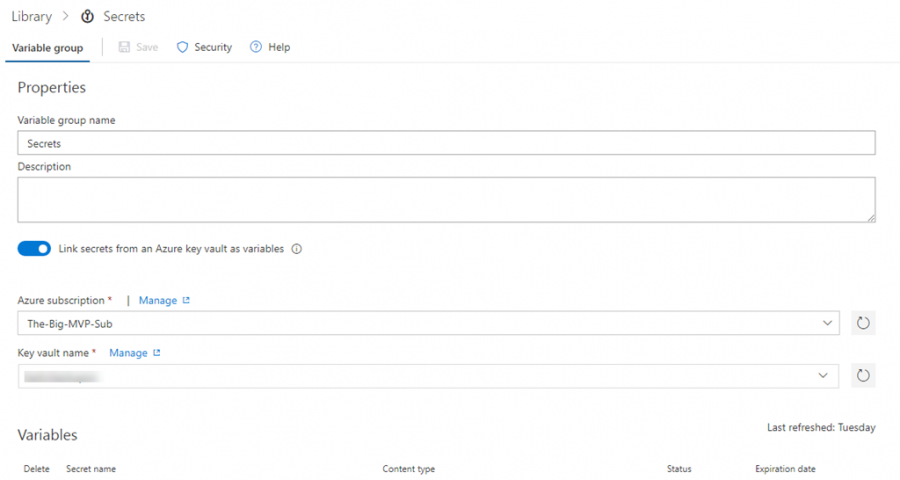 Library > Secrets
Variable group Save Security Help
Properties
Variable group name
Secrets
Description
Link secrets from an Azure key vault as variables
Azure subscription * | Manage
The-Big-MVP-Sub
Key vault name * Manage
Variables
Last refreshed: Tuesday
Delete Secret name Content type Status Expiration date